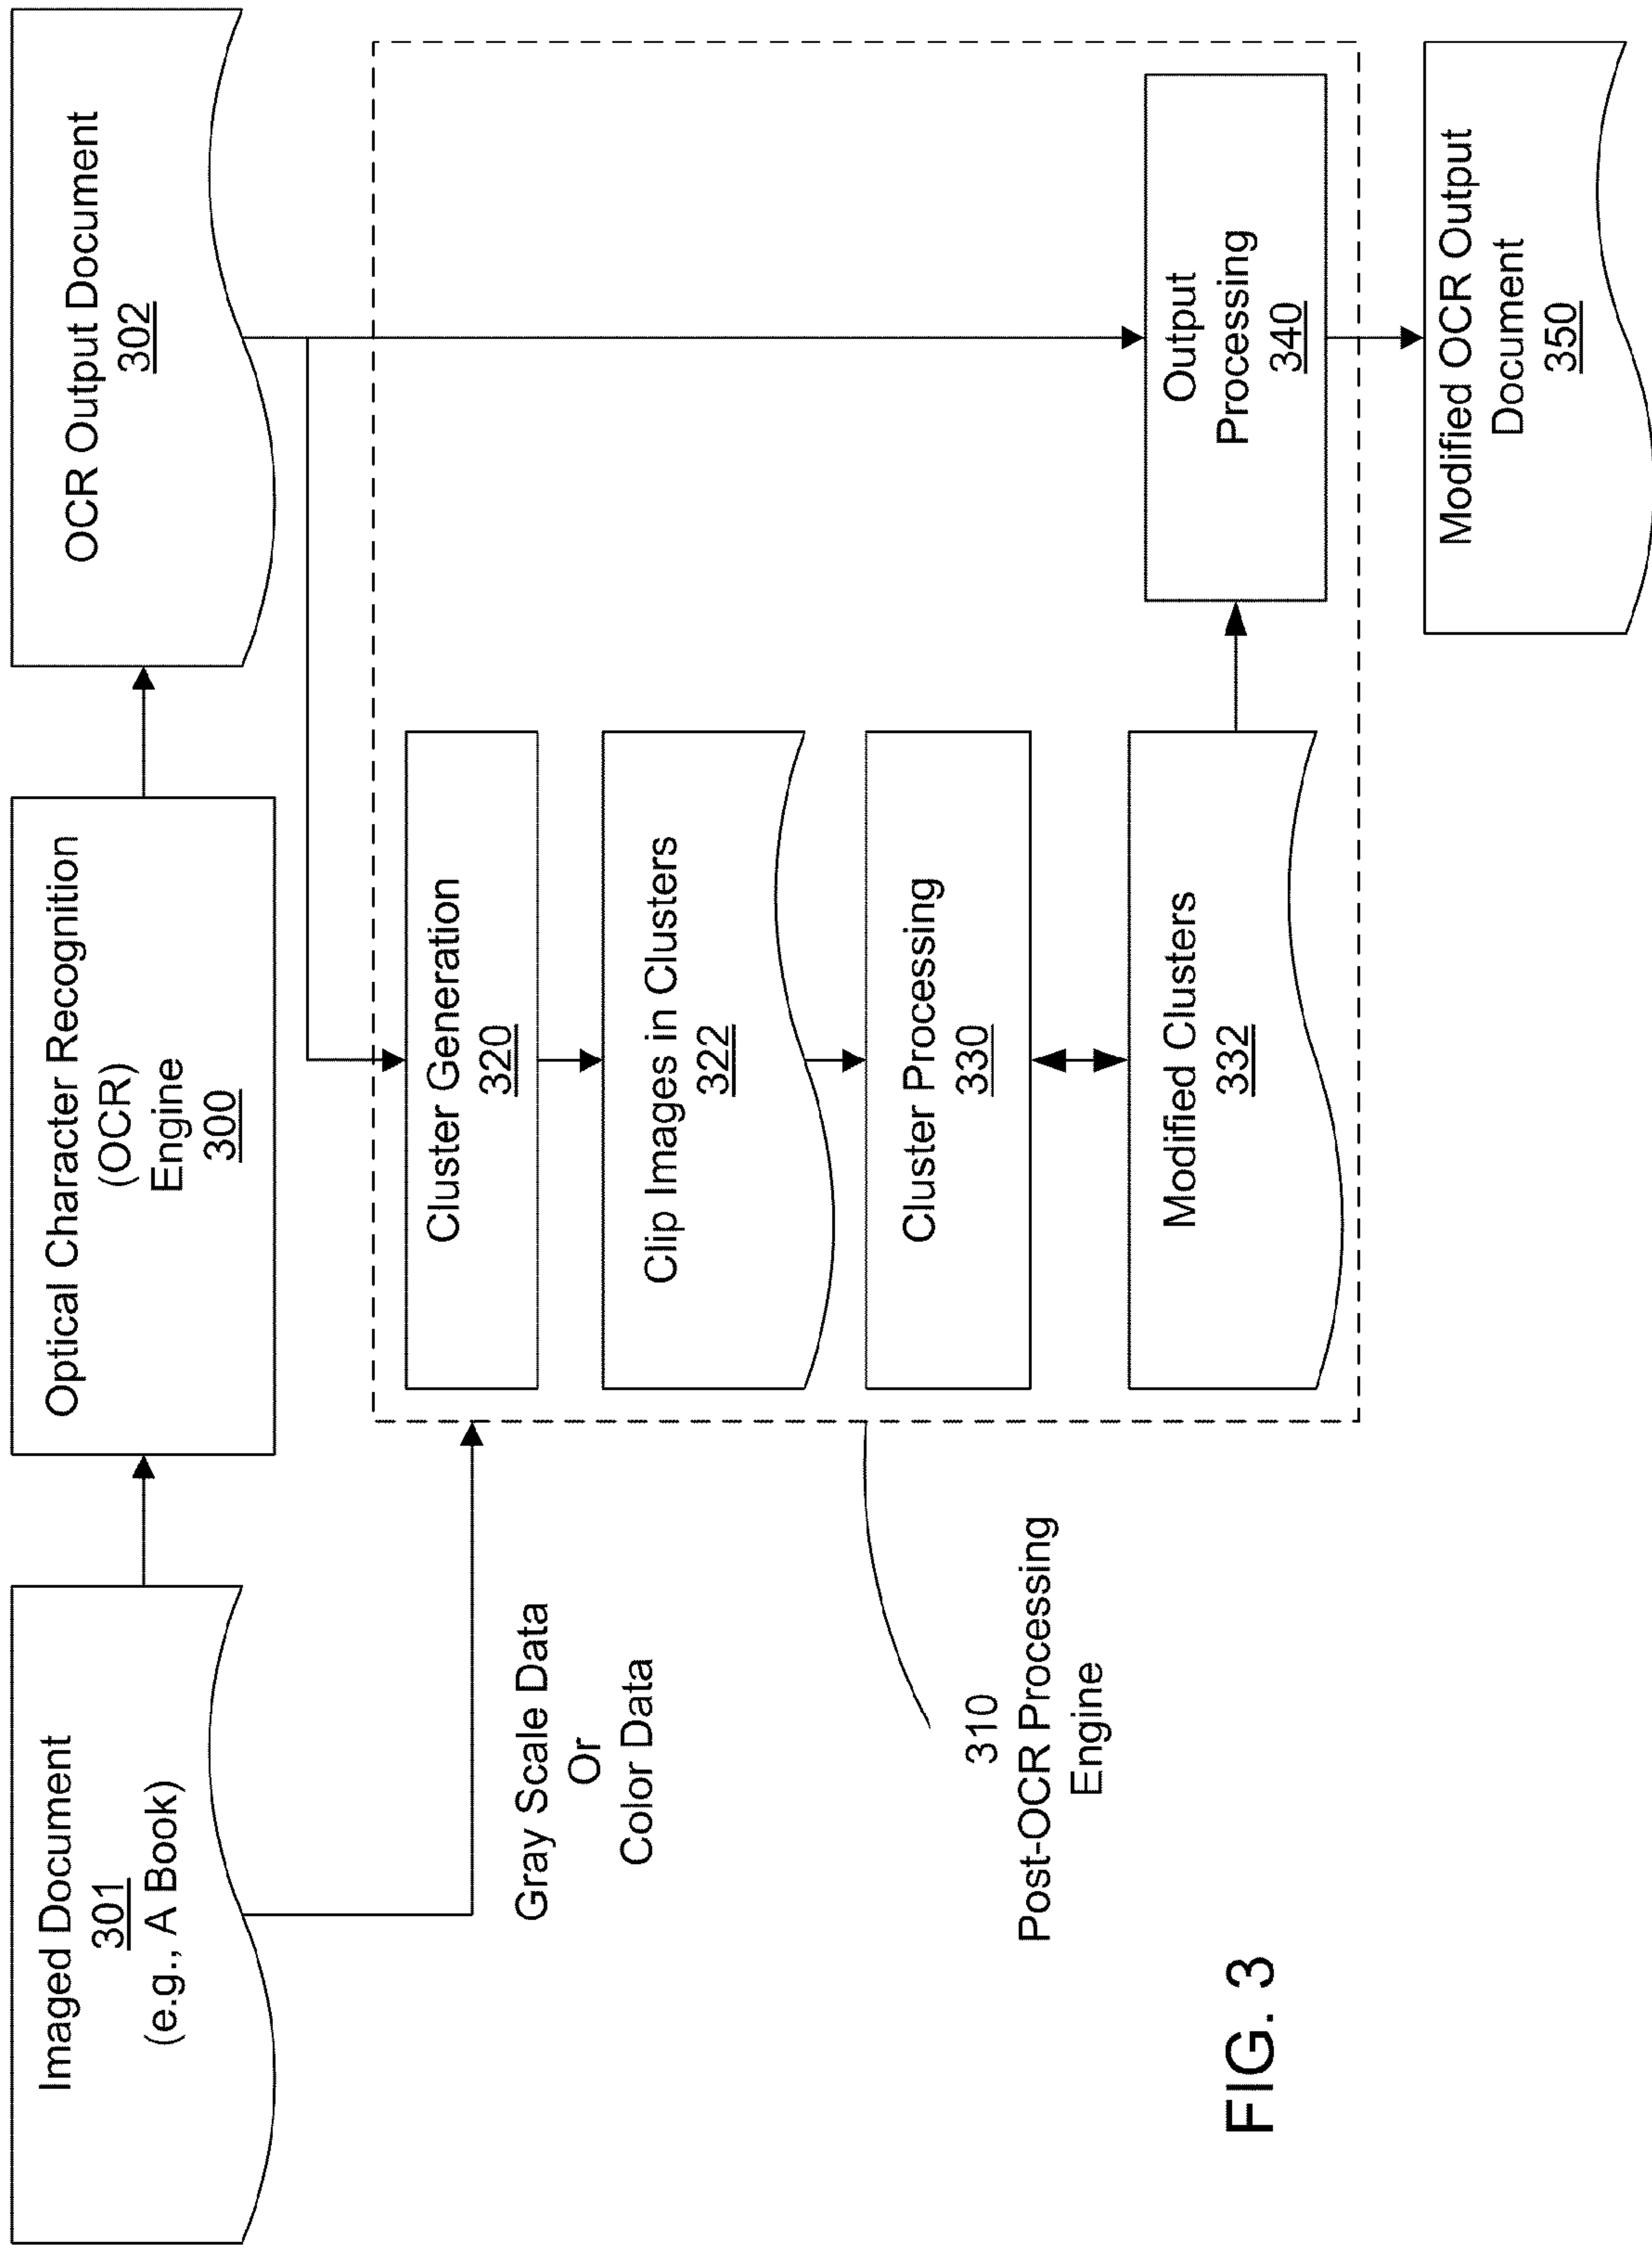 Imaged Document
301
(e.g., A Book)
Optical Character Recognition
(OCR)
Engine
300
OCR Output Document
302
Gray Scale Data
Or
Color Data
310
Post-OCR Processing
Engine
Cluster Generation
320
Clip Images in Clusters
322
Cluster Processing
330
Modified Clusters
332
Output
Processing
340
Modified OCR Output
Document
350
FIG. 3